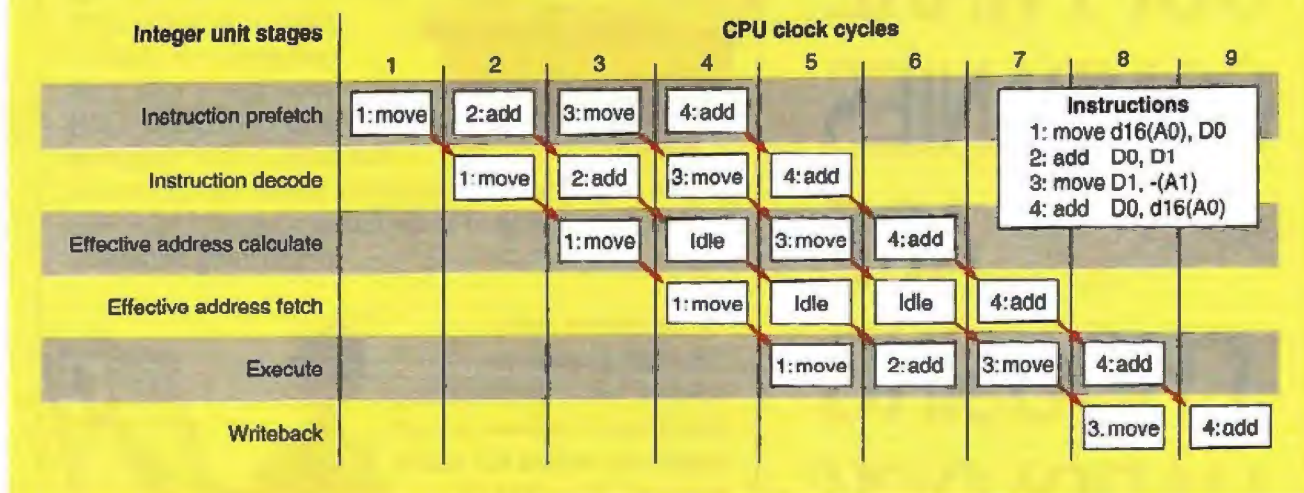 Integer unit stages
CPU clock cycles
1 2 3 4 5 6 7 8 9
Instruction prefetch 1:move 2:add 3:move 4:add
Instruction decode 1:move 2:add 3:move 4:add
Effective address calculate 1:move Idle 3:move 4:add
Effective address fetch 1:move Idle Idle 4:add
Execute 1:move 2:add 3:move 4:add
Writeback 3.move 4:add
Instructions
1: move d16(A0), D0
2: add D0, D1
3: move D1, -(A1)
4: add D0, d16(A0)